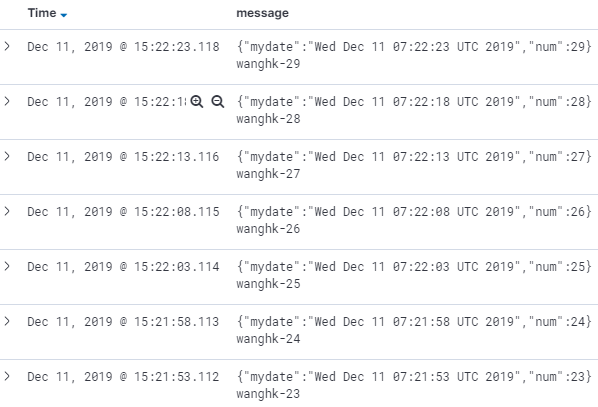 Time message
Dec 11, 2019 @ 15:22:23.118 {"mydate":"Wed Dec 11 07:22:23 UTC 2019","num":29}
wanghk-29
Dec 11, 2019 @ 15:22:18 {"mydate":"Wed Dec 11 07:22:18 UTC 2019","num":28}
wanghk-28
Dec 11, 2019 @ 15:22:13.116 {"mydate":"Wed Dec 11 07:22:13 UTC 2019","num":27}
wanghk-27
Dec 11, 2019 @ 15:22:08.115 {"mydate":"Wed Dec 11 07:22:08 UTC 2019","num":26}
wanghk-26
Dec 11, 2019 @ 15:22:03.114 {"mydate":"Wed Dec 11 07:22:03 UTC 2019","num":25}
wanghk-25
Dec 11, 2019 @ 15:21:58.113 {"mydate":"Wed Dec 11 07:21:58 UTC 2019","num":24}
wanghk-24
Dec 11, 2019 @ 15:21:53.112 {"mydate":"Wed Dec 11 07:21:53 UTC 2019","num":23}
wanghk-23